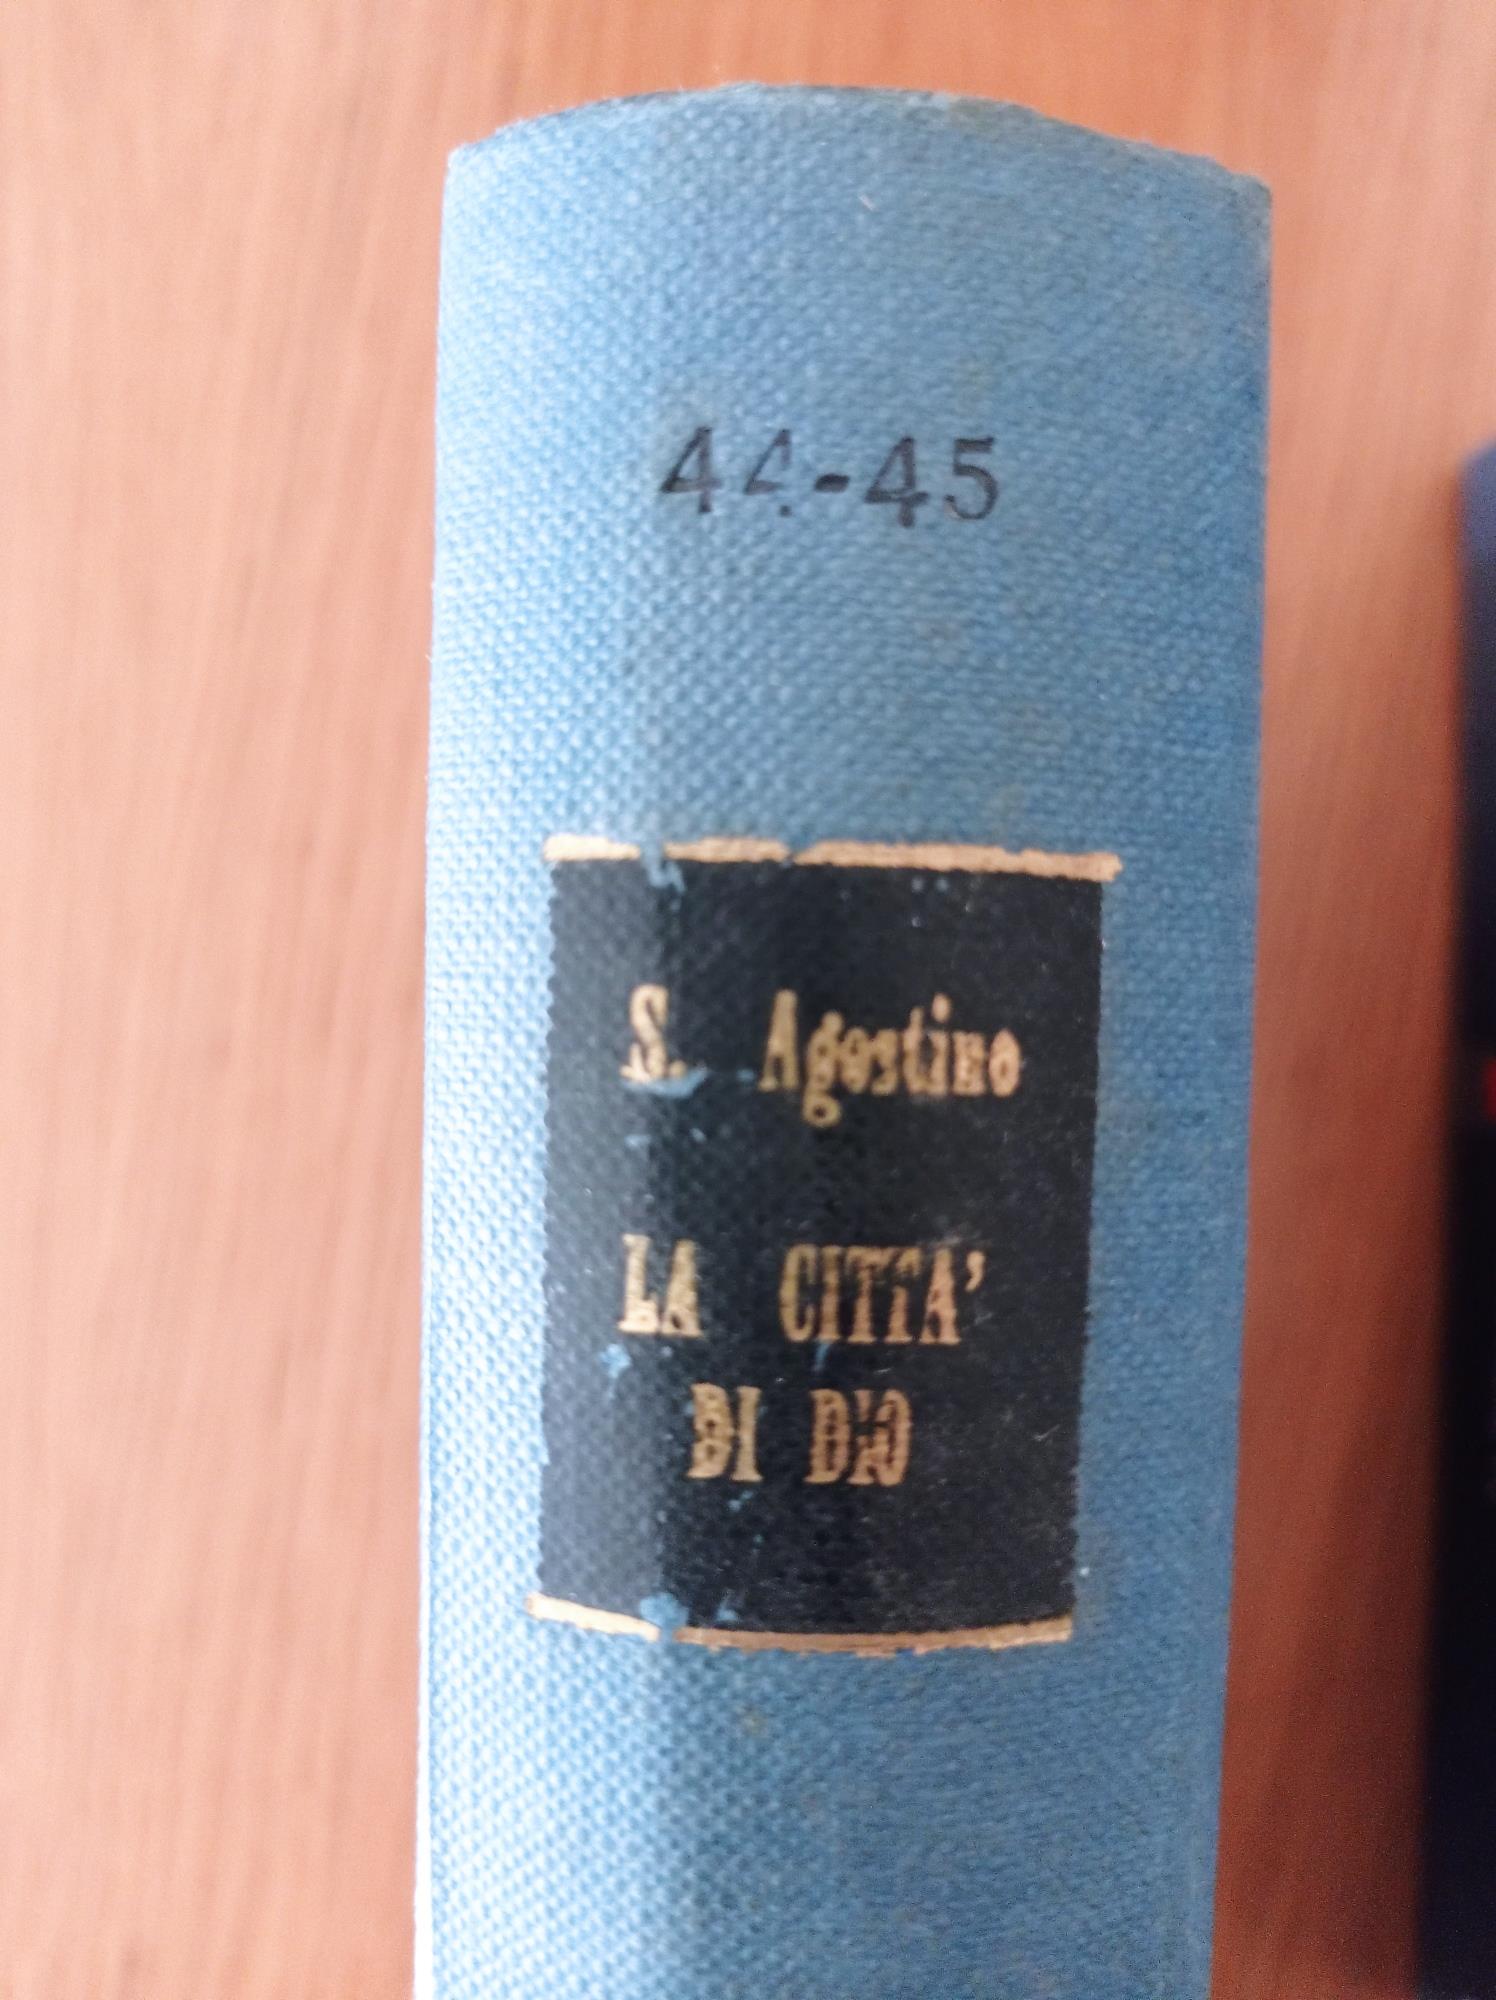 44-45
S. Agostino
LA CITTA'
DI DIO